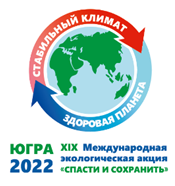 СТАБИЛЬНЫЙ КЛИМАТ
ЗДОРОВАЯ ПЛАНЕТА
ЮГРА
2022
XIX Международная
экологическая акция
«СПАСТИ И СОХРАНИТЬ»